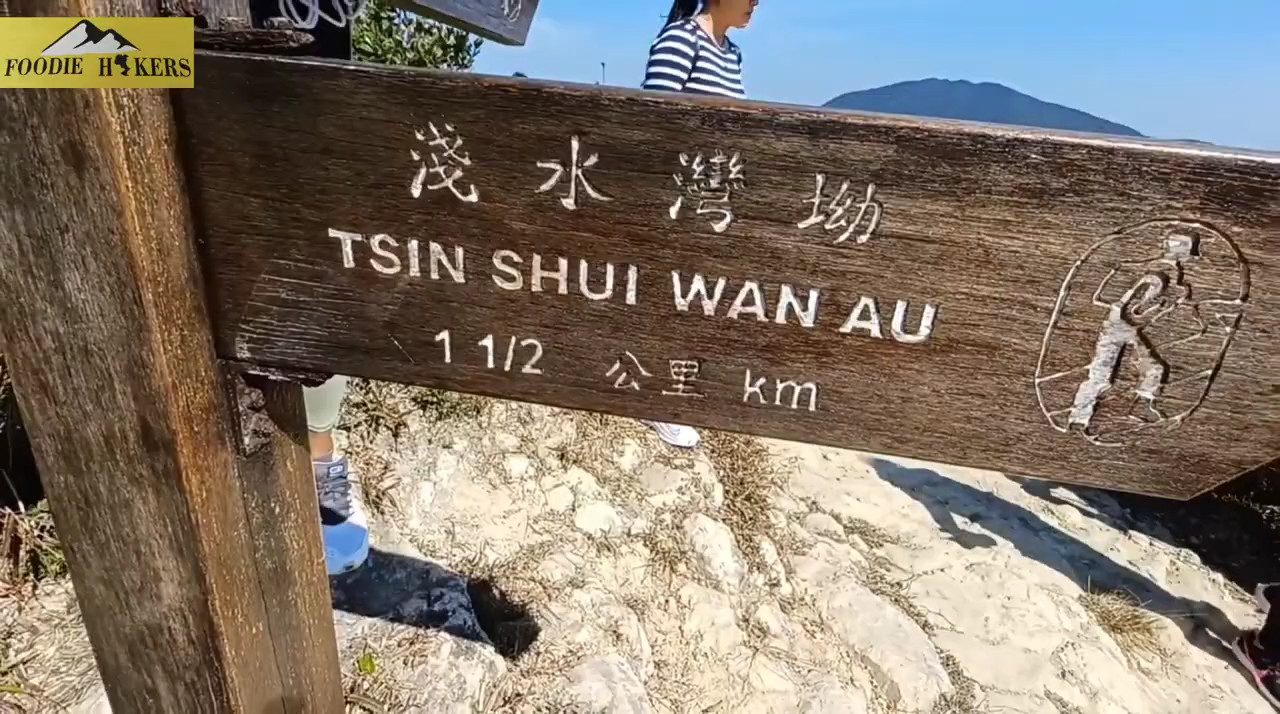 FOODIE HIKERS
淺水灣坳
TSIN SHUI WAN AU
1 1/2 公里 km